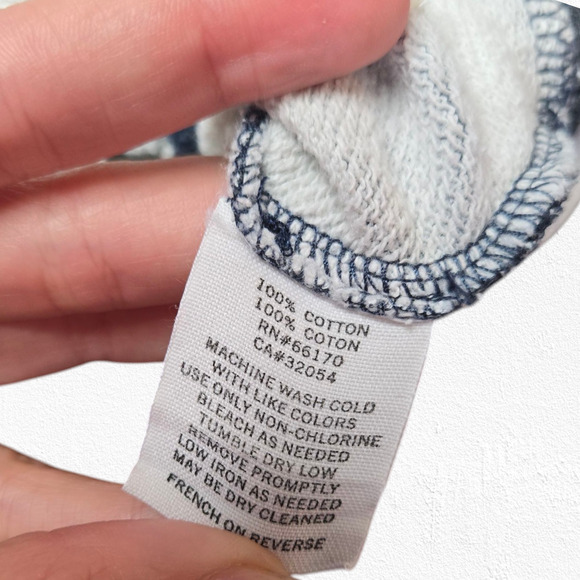 100% COTTON
100% COTON
RN#66170
CA#32054
MACHINE WASH COLD
WITH LIKE COLORS
USE ONLY NON-CHLORINE
BLEACH AS NEEDED
TUMBLE DRY LOW
REMOVE PROMPTLY
LOW IRON AS NEEDED
MAY BE DRY CLEANED
FRENCH ON REVERSE